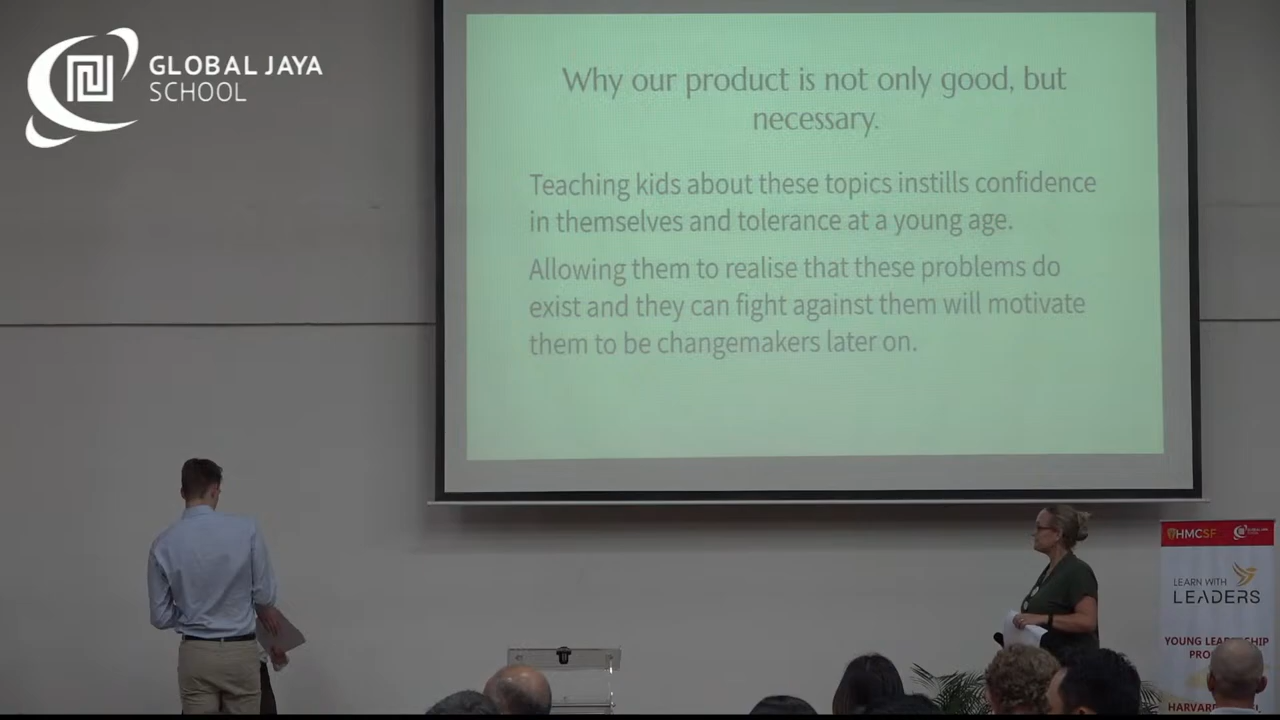 GLOBAL JAYA
SCHOOL
Why our product is not only good, but
necessary.
Teaching kids about these topics instills confidence
in themselves and tolerance at a young age.
Allowing them to realise that these problems do
exist and they can fight against them will motivate
them to be changemakers later on.
HMCSF
LEARN WITH
LEADERS